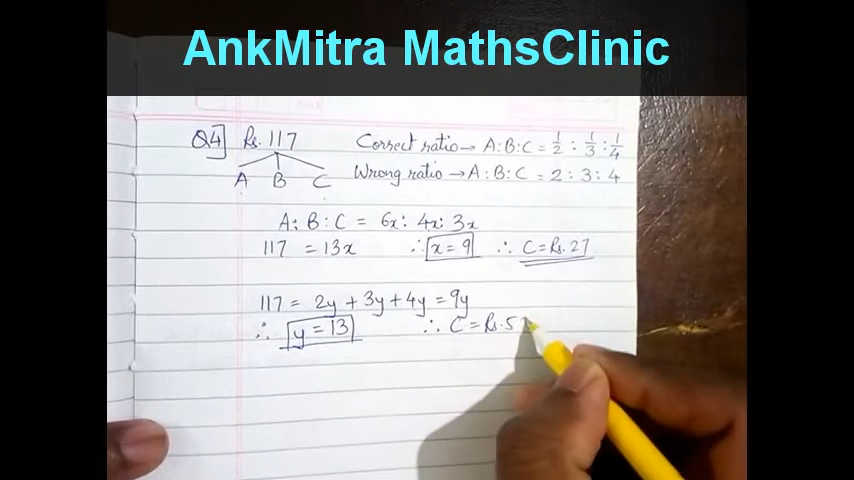 AnkMitra MathsClinic
Q4] Rs. 117
A B C
Correct ratio → A:B:C = 1/2 : 1/3 : 1/4
Wrong ratio → A:B:C = 2 : 3 : 4
A : B : C = 6x : 4x : 3x
117 = 13x ∴ x = 9 ∴ C = Rs. 27
117 = 2y + 3y + 4y = 9y
∴ y = 13 ∴ C = Rs. 5